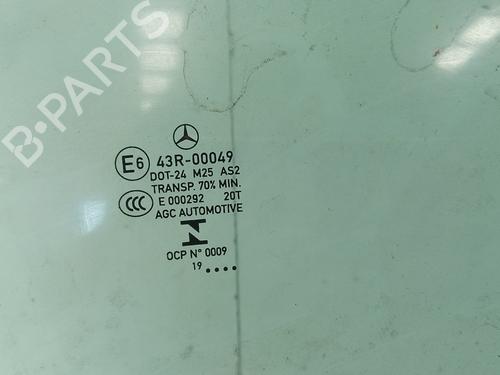 B-PARTS
E6 43R-00049
DOT-24 M25 AS2
TRANSP. 70% MIN.
CCC E 000292 20T
AGC AUTOMOTIVE
OCP N° 0009
19 ....